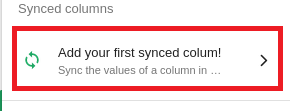 Synced columns
Add your first synced colum!
Sync the values of a column in …